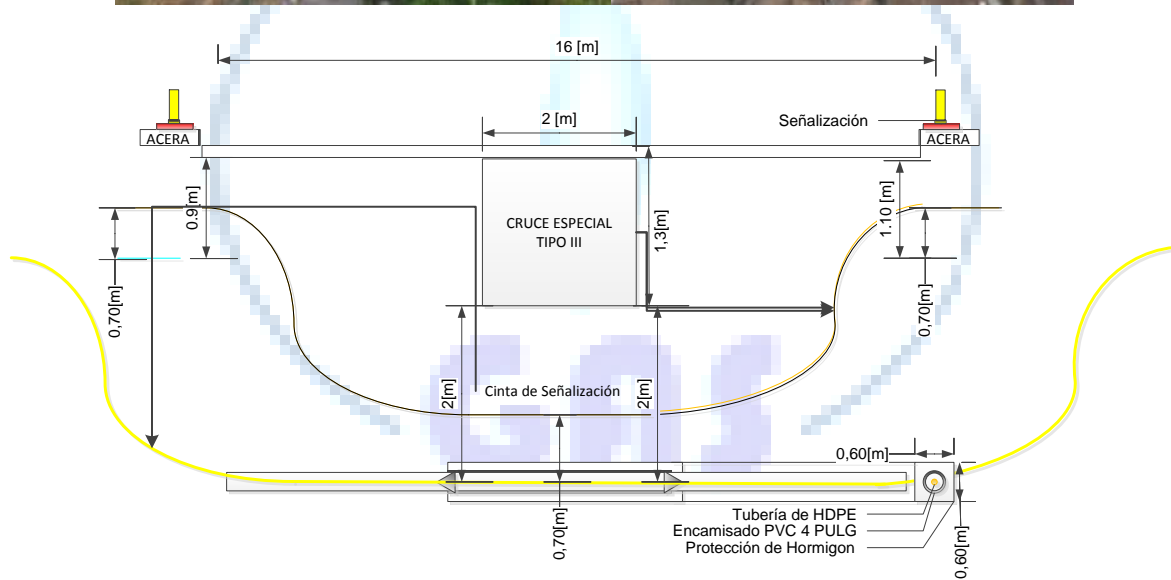 16 [m]
2 [m]
Señalización
ACERA
ACERA
0.9[m]
1.10 [m]
1,3[m]
CRUCE ESPECIAL
TIPO III
0,70[m]
0,70[m]
2[m]
2[m]
Cinta de Señalización
GAS
0,60[m]
0,70[m]
0,60[m]
Tubería de HDPE
Encamisado PVC 4 PULG
Protección de Hormigon